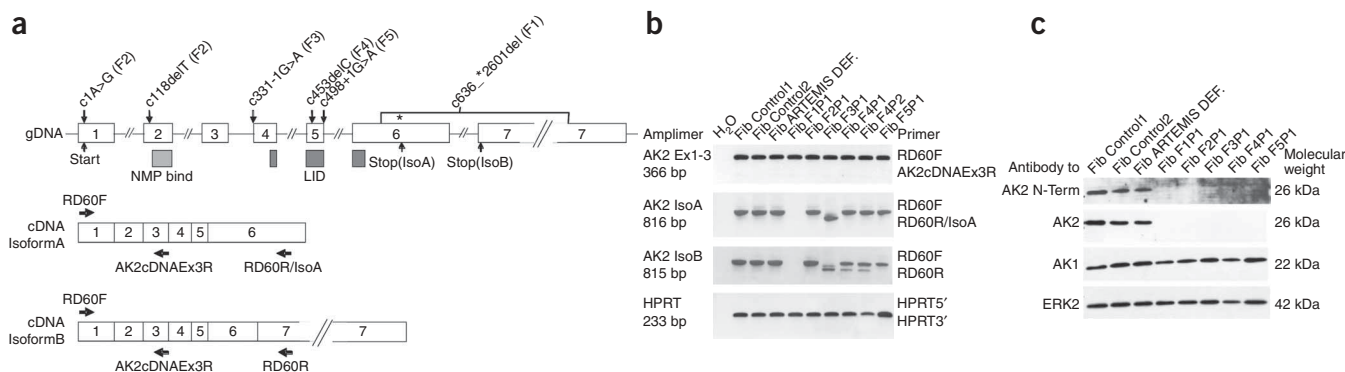 a
c1A>G (F2)
c118delT (F2)
c331-1G>A (F3)
c453delC (F4)
c498+1G>A (F5)
c636_*2601del (F1)
*
gDNA 1 2 3 4 5 6 7 7
Start
NMP bind
LID
Stop(IsoA)
Stop(IsoB)
RD60F
cDNA
IsoformA
1 2 3 4 5 6
AK2cDNAEx3R
RD60R/IsoA
RD60F
cDNA
IsoformB
1 2 3 4 5 6 7 7
AK2cDNAEx3R
RD60R
b
H2O
Fib Control1
Fib Control2
Fib ARTEMIS DEF.
Fib F1P1
Fib F2P1
Fib F3P1
Fib F4P1
Fib F4P2
Fib F5P1
Amplimer
Primer
AK2 Ex1-3
366 bp
RD60F
AK2cDNAEx3R
AK2 IsoA
816 bp
RD60F
RD60R/IsoA
AK2 IsoB
815 bp
RD60F
RD60R
HPRT
233 bp
HPRT5′
HPRT3′
c
Fib Control1
Fib Control2
Fib ARTEMIS DEF.
Fib F1P1
Fib F2P1
Fib F3P1
Fib F4P1
Fib F5P1
Antibody to
Molecular
weight
AK2 N-Term
26 kDa
AK2
26 kDa
AK1
22 kDa
ERK2
42 kDa